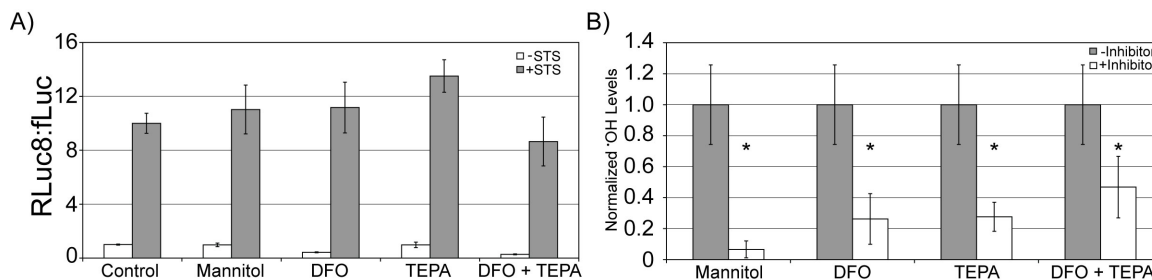 A)
RLuc8:fLuc
16
12
8
4
0
-STS
+STS
Control Mannitol DFO TEPA DFO + TEPA
B)
Normalized ˙OH Levels
1.4
1.2
1.0
0.8
0.6
0.4
0.2
0
-Inhibitor
+Inhibitor
* * * *
Mannitol DFO TEPA DFO + TEPA